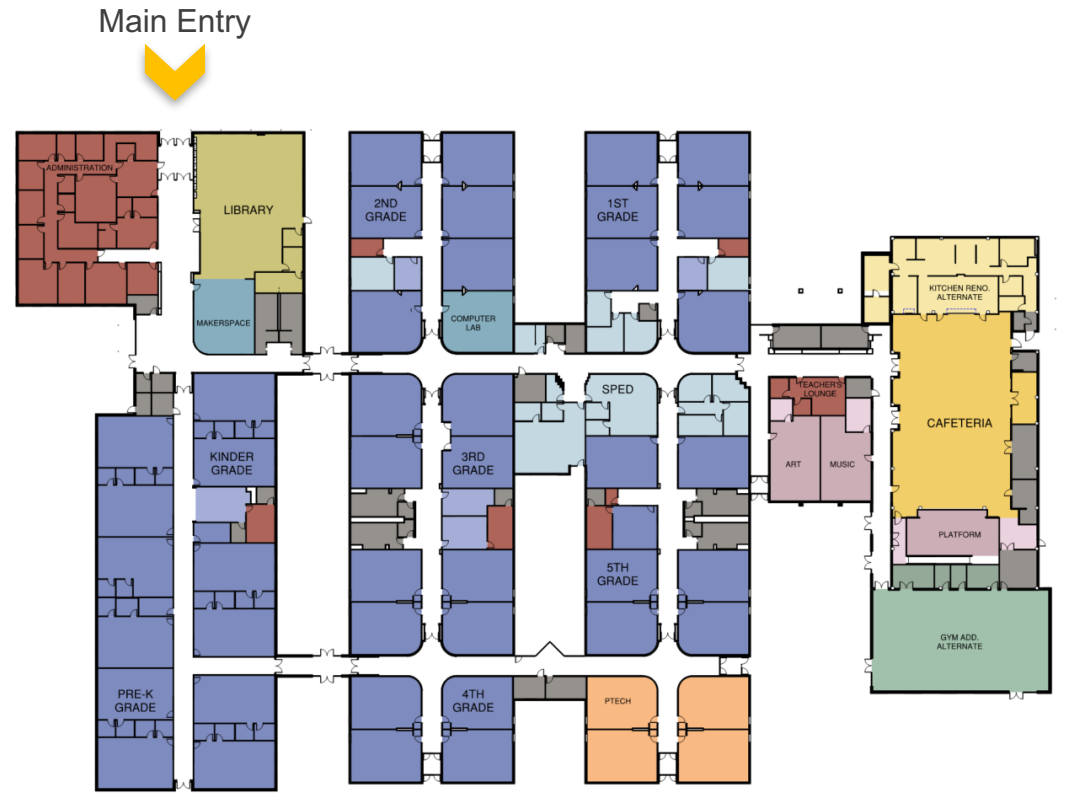 Main Entry
ADMINISTRATION
LIBRARY
2ND
GRADE
1ST
GRADE
KITCHEN RENO.
ALTERNATE
MAKERSPACE
COMPUTER
LAB
SPED
TEACHER'S
LOUNGE
CAFETERIA
KINDER
GRADE
3RD
GRADE
ART
MUSIC
PLATFORM
5TH
GRADE
GYM ADD.
ALTERNATE
PRE-K
GRADE
4TH
GRADE
PTECH